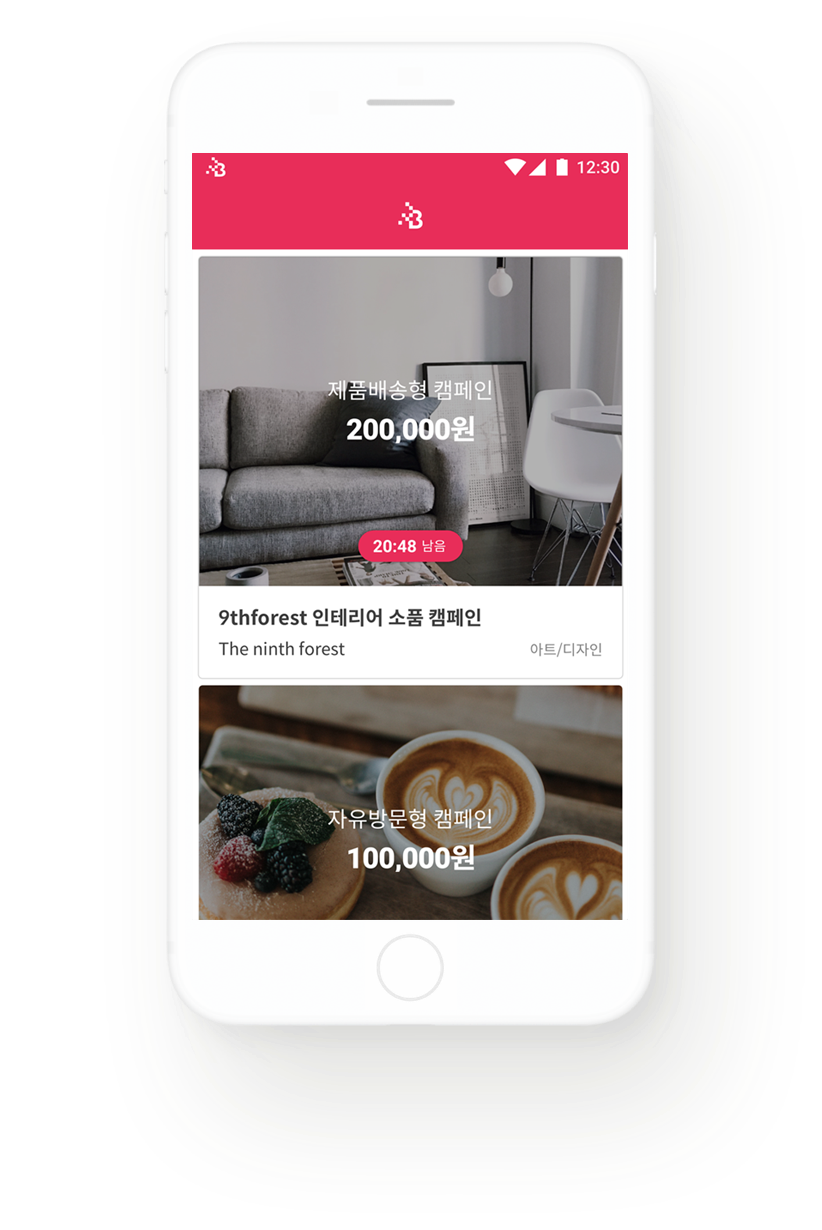 B
12:30
B
제품배송형 캠페인
200,000원
20:48 남음
9thforest 인테리어 소품 캠페인
The ninth forest
아트/디자인
자유방문형 캠페인
100,000원